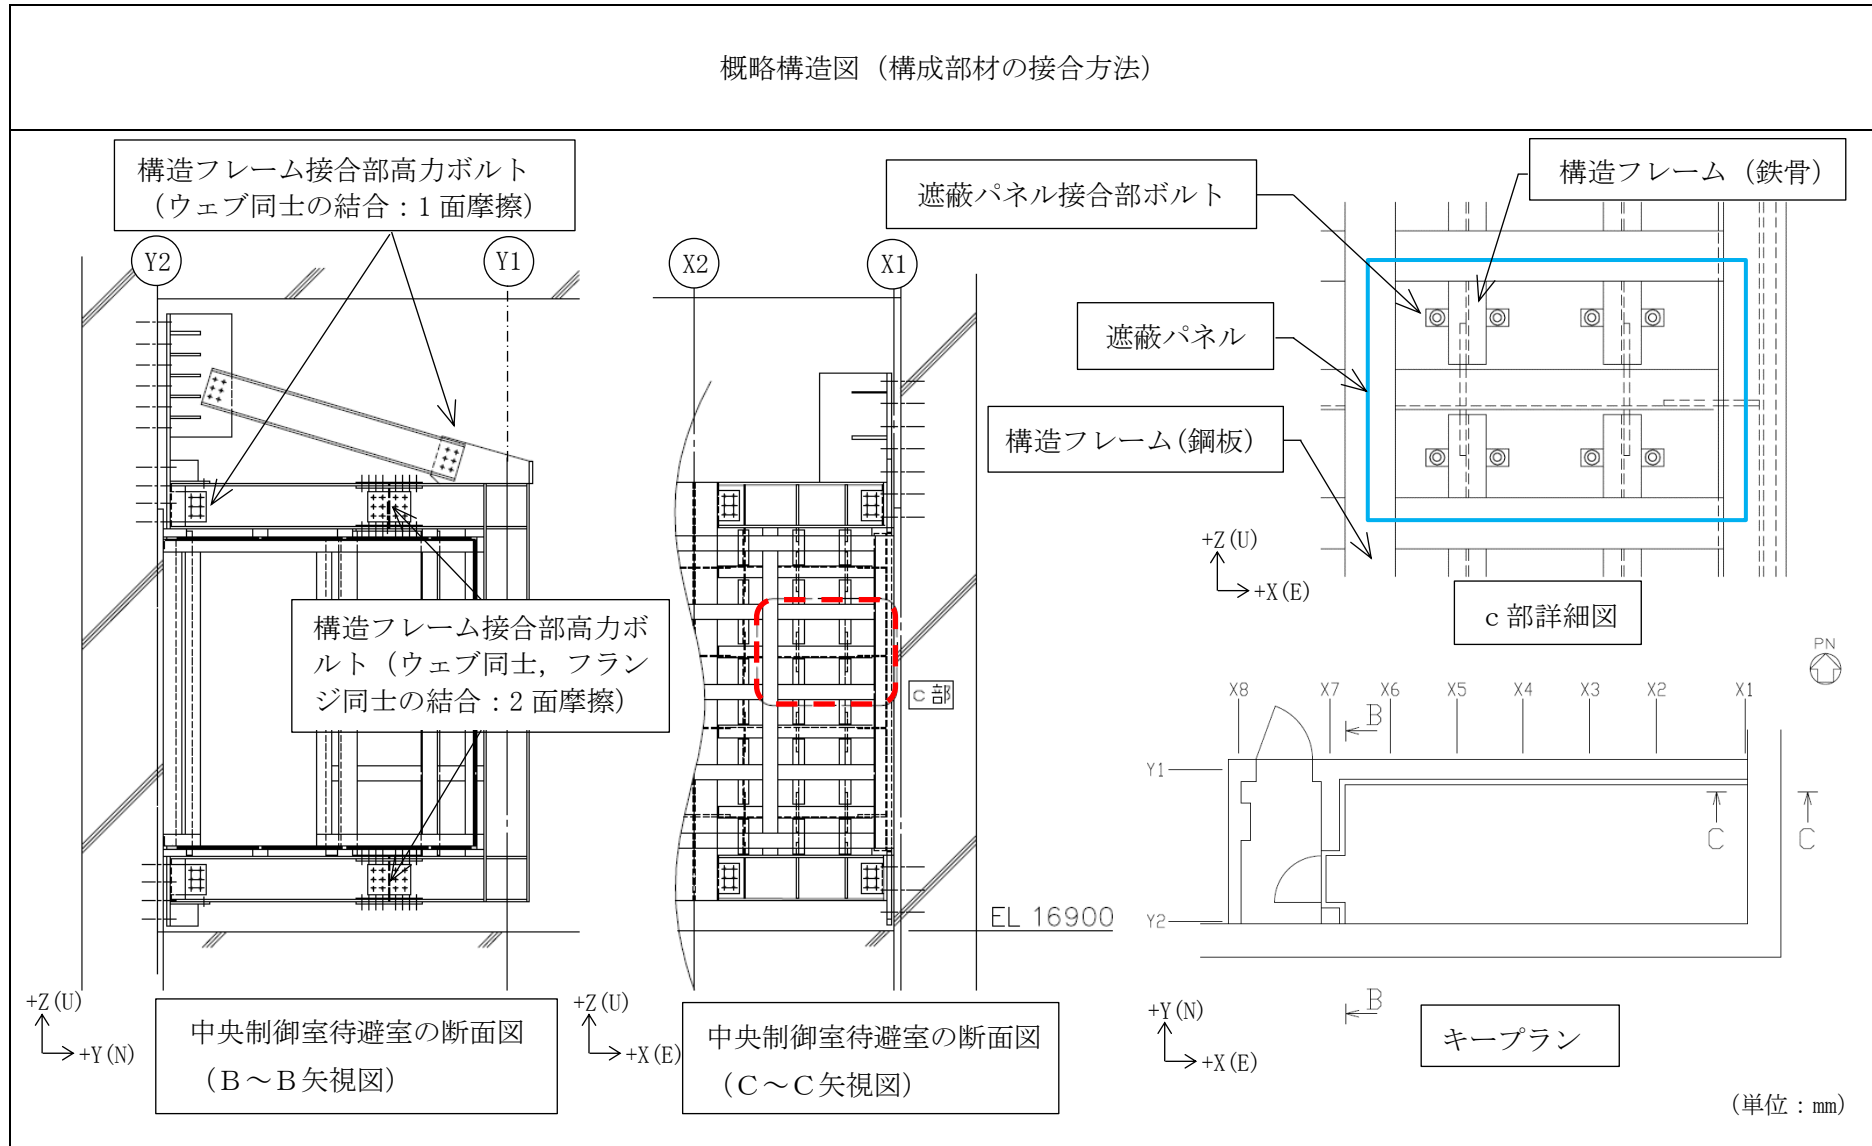 概略構造図（構成部材の接合方法）
構造フレーム接合部高力ボルト
（ウェブ同士の結合：1 面摩擦）
Y2
Y1
構造フレーム接合部高力ボ
ルト（ウェブ同士，フラン
ジ同士の結合：2 面摩擦）
+Z(U)
+Y(N)
中央制御室待避室の断面図
（B～B矢視図）
X2
X1
c部
EL 16900
+Z(U)
+X(E)
中央制御室待避室の断面図
（C～C矢視図）
遮蔽パネル接合部ボルト
構造フレーム（鉄骨）
遮蔽パネル
構造フレーム(鋼板)
+Z(U)
+X(E)
c 部詳細図
PN
X8
X7
X6
X5
X4
X3
X2
X1
B
Y1
C
C
Y2
B
+Y(N)
+X(E)
キープラン
（単位：mm）